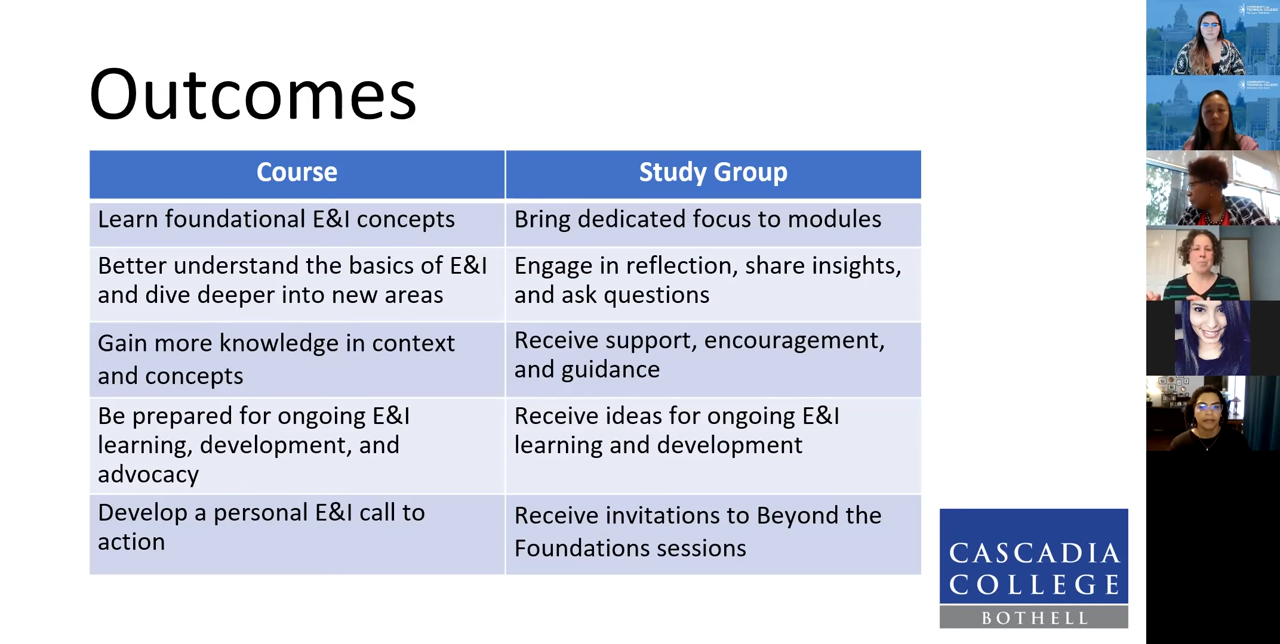 Outcomes
Course
Study Group
Learn foundational E&I concepts
Bring dedicated focus to modules
Better understand the basics of E&I
and dive deeper into new areas
Engage in reflection, share insights,
and ask questions
Gain more knowledge in context
and concepts
Receive support, encouragement,
and guidance
Be prepared for ongoing E&I
learning, development, and
advocacy
Receive ideas for ongoing E&I
learning and development
Develop a personal E&I call to
action
Receive invitations to Beyond the
Foundations sessions
CASCADIA
COLLEGE
BOTHELL